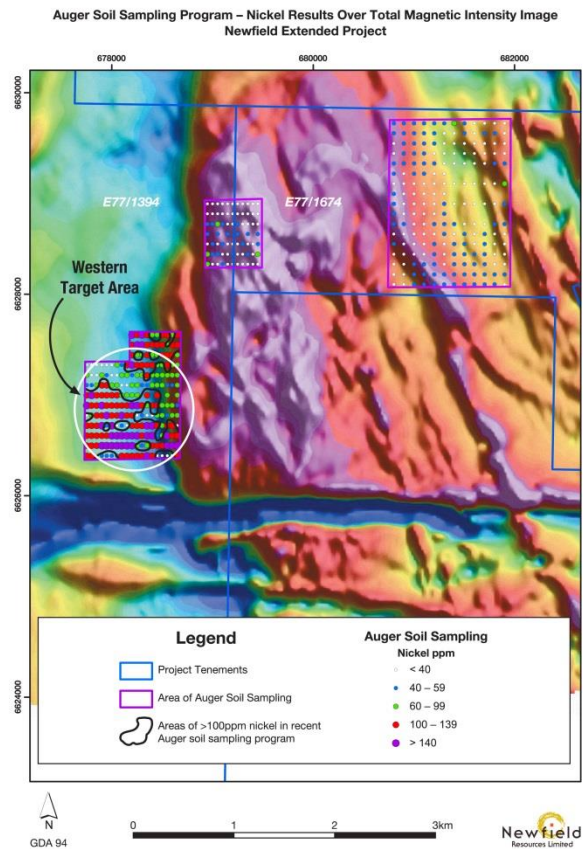 Auger Soil Sampling Program – Nickel Results Over Total Magnetic Intensity Image
Newfield Extended Project
678000
680000
682000
6630000
E77/1394
E77/1674
Western
Target Area
6628000
6626000
6624000
Legend
Project Tenements
Area of Auger Soil Sampling
Areas of >100ppm nickel in recent
Auger soil sampling program
Auger Soil Sampling
Nickel ppm
< 40
40 – 59
60 – 99
100 – 139
> 140
N
GDA 94
0
1
2
3km
Newfield
Resources Limited